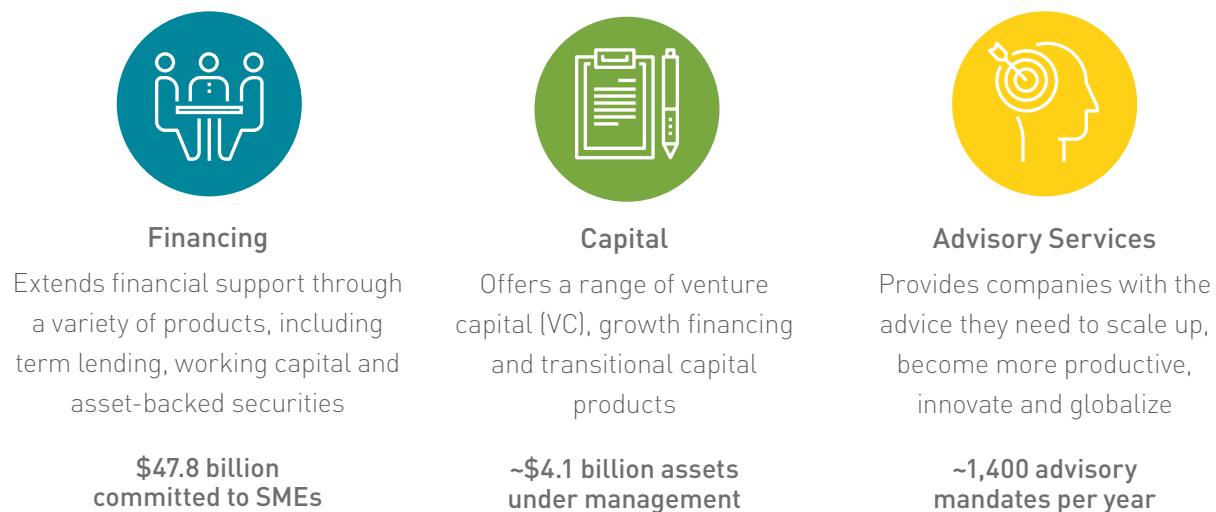 Financing
Extends financial support through
a variety of products, including
term lending, working capital and
asset-backed securities
$47.8 billion
committed to SMEs
Capital
Offers a range of venture
capital (VC), growth financing
and transitional capital
products
~$4.1 billion assets
under management
Advisory Services
Provides companies with the
advice they need to scale up,
become more productive,
innovate and globalize
~1,400 advisory
mandates per year